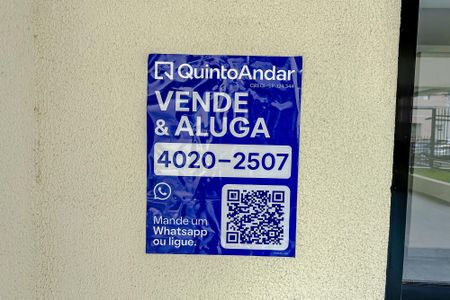 QuintoAndar
VENDE
& ALUGA
4020-2507
Mande um
Whatsapp
ou ligue.